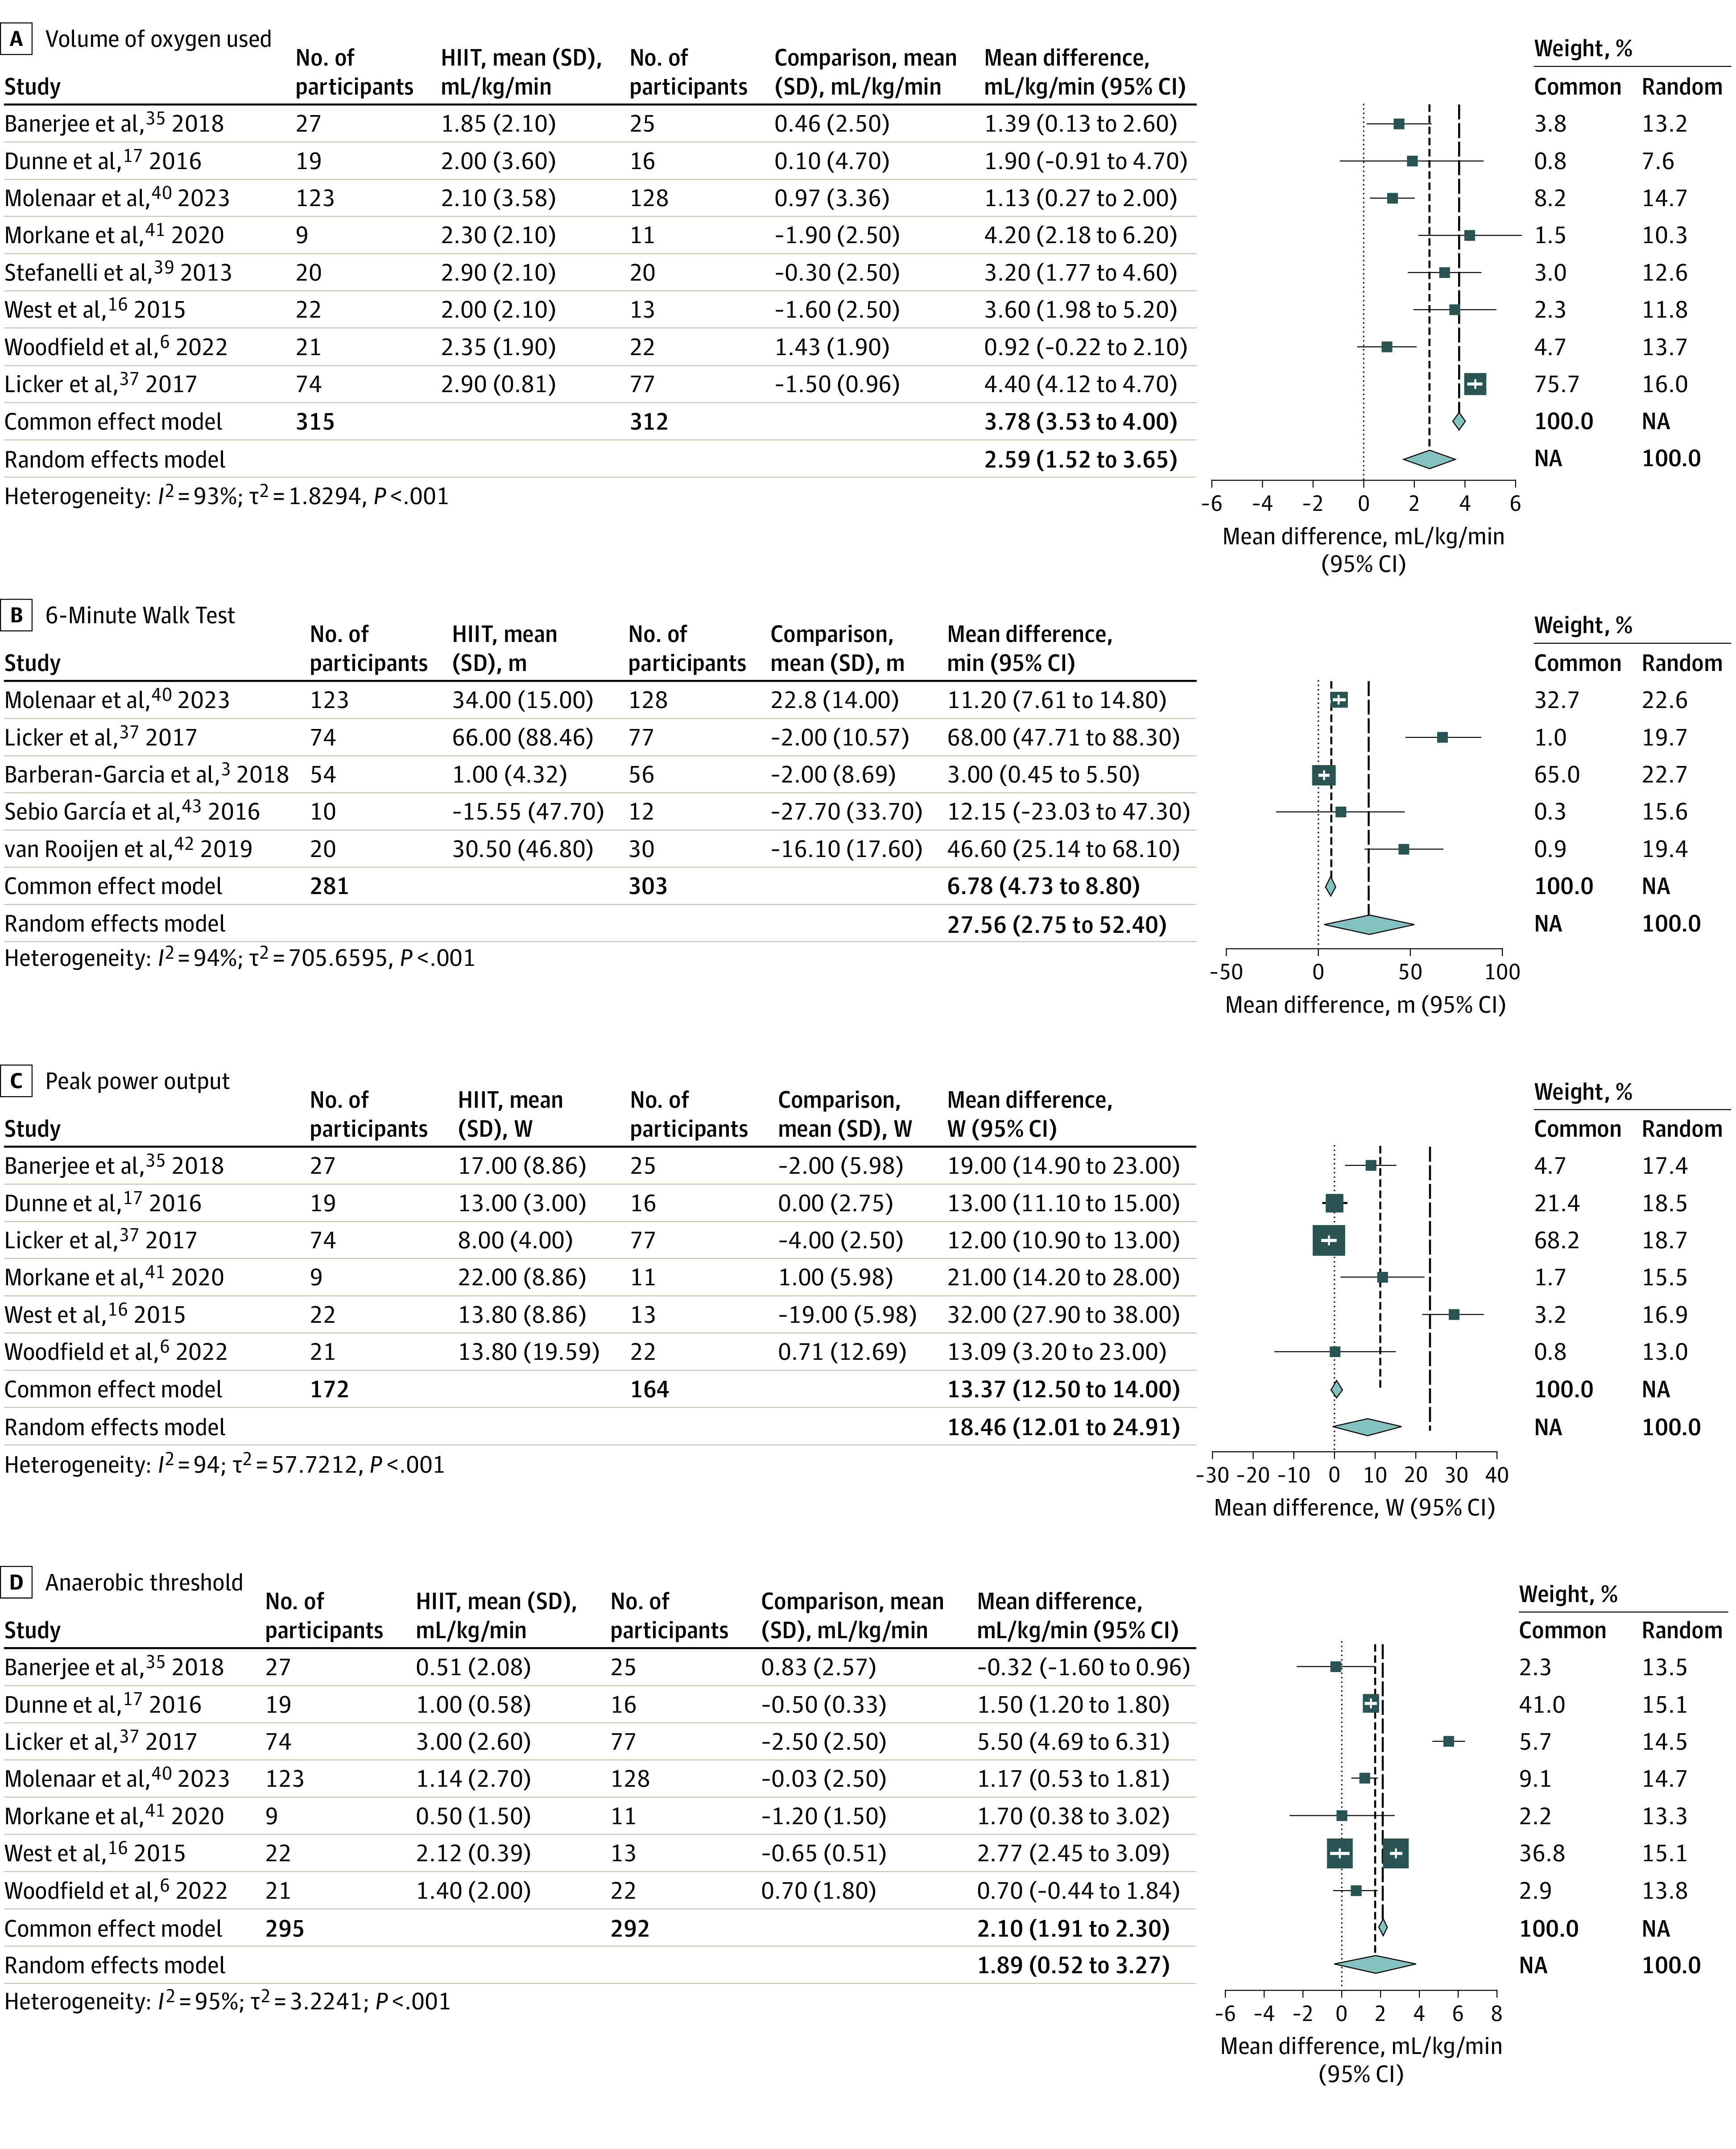 A Volume of oxygen used
Study No. of participants HIIT, mean (SD), mL/kg/min No. of participants Comparison, mean (SD), mL/kg/min Mean difference, mL/kg/min (95% CI) Weight, % Common Random
Banerjee et al,35 2018 27 1.85 (2.10) 25 0.46 (2.50) 1.39 (0.13 to 2.60) 3.8 13.2
Dunne et al,17 2016 19 2.00 (3.60) 16 0.10 (4.70) 1.90 (-0.91 to 4.70) 0.8 7.6
Molenaar et al,40 2023 123 2.10 (3.58) 128 0.97 (3.36) 1.13 (0.27 to 2.00) 8.2 14.7
Morkane et al,41 2020 9 2.30 (2.10) 11 -1.90 (2.50) 4.20 (2.18 to 6.20) 1.5 10.3
Stefanelli et al,39 2013 20 2.90 (2.10) 20 -0.30 (2.50) 3.20 (1.77 to 4.60) 3.0 12.6
West et al,16 2015 22 2.00 (2.10) 13 -1.60 (2.50) 3.60 (1.98 to 5.20) 2.3 11.8
Woodfield et al,6 2022 21 2.35 (1.90) 22 1.43 (1.90) 0.92 (-0.22 to 2.10) 4.7 13.7
Licker et al,37 2017 74 2.90 (0.81) 77 -1.50 (0.96) 4.40 (4.12 to 4.70) 75.7 16.0
Common effect model 315 312 3.78 (3.53 to 4.00) 100.0 NA
Random effects model 2.59 (1.52 to 3.65) NA 100.0
Heterogeneity: I2 = 93%; τ2 = 1.8294, P <.001
-6 -4 -2 0 2 4 6
Mean difference, mL/kg/min
(95% CI)
B 6-Minute Walk Test
Study No. of participants HIIT, mean (SD), m No. of participants Comparison, mean (SD), m Mean difference, min (95% CI) Weight, % Common Random
Molenaar et al,40 2023 123 34.00 (15.00) 128 22.8 (14.00) 11.20 (7.61 to 14.80) 32.7 22.6
Licker et al,37 2017 74 66.00 (88.46) 77 -2.00 (10.57) 68.00 (47.71 to 88.30) 1.0 19.7
Barberan-Garcia et al,3 2018 54 1.00 (4.32) 56 -2.00 (8.69) 3.00 (0.45 to 5.50) 65.0 22.7
Sebio García et al,43 2016 10 -15.55 (47.70) 12 -27.70 (33.70) 12.15 (-23.03 to 47.30) 0.3 15.6
van Rooijen et al,42 2019 20 30.50 (46.80) 30 -16.10 (17.60) 46.60 (25.14 to 68.10) 0.9 19.4
Common effect model 281 303 6.78 (4.73 to 8.80) 100.0 NA
Random effects model 27.56 (2.75 to 52.40) NA 100.0
Heterogeneity: I2 = 94%; τ2 = 705.6595, P <.001
-50 0 50 100
Mean difference, m (95% CI)
C Peak power output
Study No. of participants HIIT, mean (SD), W No. of participants Comparison, mean (SD), W Mean difference, W (95% CI) Weight, % Common Random
Banerjee et al,35 2018 27 17.00 (8.86) 25 -2.00 (5.98) 19.00 (14.90 to 23.00) 4.7 17.4
Dunne et al,17 2016 19 13.00 (3.00) 16 0.00 (2.75) 13.00 (11.10 to 15.00) 21.4 18.5
Licker et al,37 2017 74 8.00 (4.00) 77 -4.00 (2.50) 12.00 (10.90 to 13.00) 68.2 18.7
Morkane et al,41 2020 9 22.00 (8.86) 11 1.00 (5.98) 21.00 (14.20 to 28.00) 1.7 15.5
West et al,16 2015 22 13.80 (8.86) 13 -19.00 (5.98) 32.00 (27.90 to 38.00) 3.2 16.9
Woodfield et al,6 2022 21 13.80 (19.59) 22 0.71 (12.69) 13.09 (3.20 to 23.00) 0.8 13.0
Common effect model 172 164 13.37 (12.50 to 14.00) 100.0 NA
Random effects model 18.46 (12.01 to 24.91) NA 100.0
Heterogeneity: I2 = 94; τ2 = 57.7212, P <.001
-30 -20 -10 0 10 20 30 40
Mean difference, W (95% CI)
D Anaerobic threshold
Study No. of participants HIIT, mean (SD), mL/kg/min No. of participants Comparison, mean (SD), mL/kg/min Mean difference, mL/kg/min (95% CI) Weight, % Common Random
Banerjee et al,35 2018 27 0.51 (2.08) 25 0.83 (2.57) -0.32 (-1.60 to 0.96) 2.3 13.5
Dunne et al,17 2016 19 1.00 (0.58) 16 -0.50 (0.33) 1.50 (1.20 to 1.80) 41.0 15.1
Licker et al,37 2017 74 3.00 (2.60) 77 -2.50 (2.50) 5.50 (4.69 to 6.31) 5.7 14.5
Molenaar et al,40 2023 123 1.14 (2.70) 128 -0.03 (2.50) 1.17 (0.53 to 1.81) 9.1 14.7
Morkane et al,41 2020 9 0.50 (1.50) 11 -1.20 (1.50) 1.70 (0.38 to 3.02) 2.2 13.3
West et al,16 2015 22 2.12 (0.39) 13 -0.65 (0.51) 2.77 (2.45 to 3.09) 36.8 15.1
Woodfield et al,6 2022 21 1.40 (2.00) 22 0.70 (1.80) 0.70 (-0.44 to 1.84) 2.9 13.8
Common effect model 295 292 2.10 (1.91 to 2.30) 100.0 NA
Random effects model 1.89 (0.52 to 3.27) NA 100.0
Heterogeneity: I2 = 95%; τ2 = 3.2241; P <.001
-6 -4 -2 0 2 4 6 8
Mean difference, mL/kg/min
(95% CI)